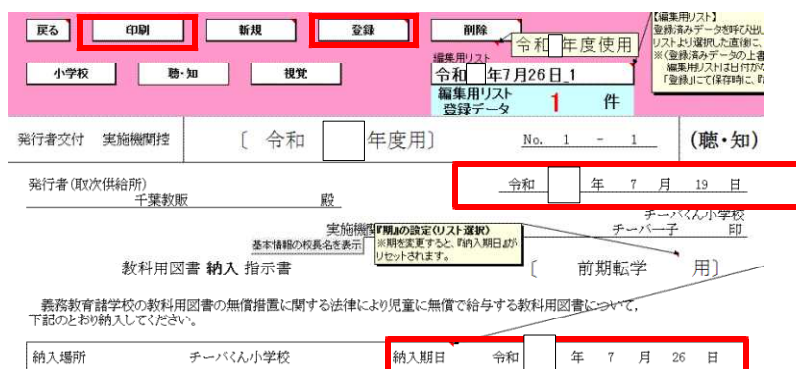 戻る 印刷 新規 登録 削除
令和 年度使用
【編集用リスト】
登録済みデータを呼び出し
リストより選択した直後に、
※(登録済みデータの上書
編集用リストは日付が
「登録」にて保存時に、
編集用リスト
小学校 聴・知 視覚
令和 年7月26日_1
編集用リスト
登録データ 1 件
発行者交付 実施機関控 〔 令和 年度用〕 No. 1 - 1 (聴・知)
発行者(取次供給所)
千葉教販 殿
令和 年 7 月 19 日
チーバくん小学校
実施機関
チーバー子 印
基本情報の校長名を表示
『期』の設定(リスト選択)
※期を変更すると、『納入期日』が
リセットされます。
教科用図書 納入 指示書 〔 前期転学 用〕
義務教育諸学校の教科用図書の無償措置に関する法律により児童に無償で給与する教科用図書について,
下記のとおり納入してください。
納入場所 チーバくん小学校 納入期日 令和 年 7 月 26 日